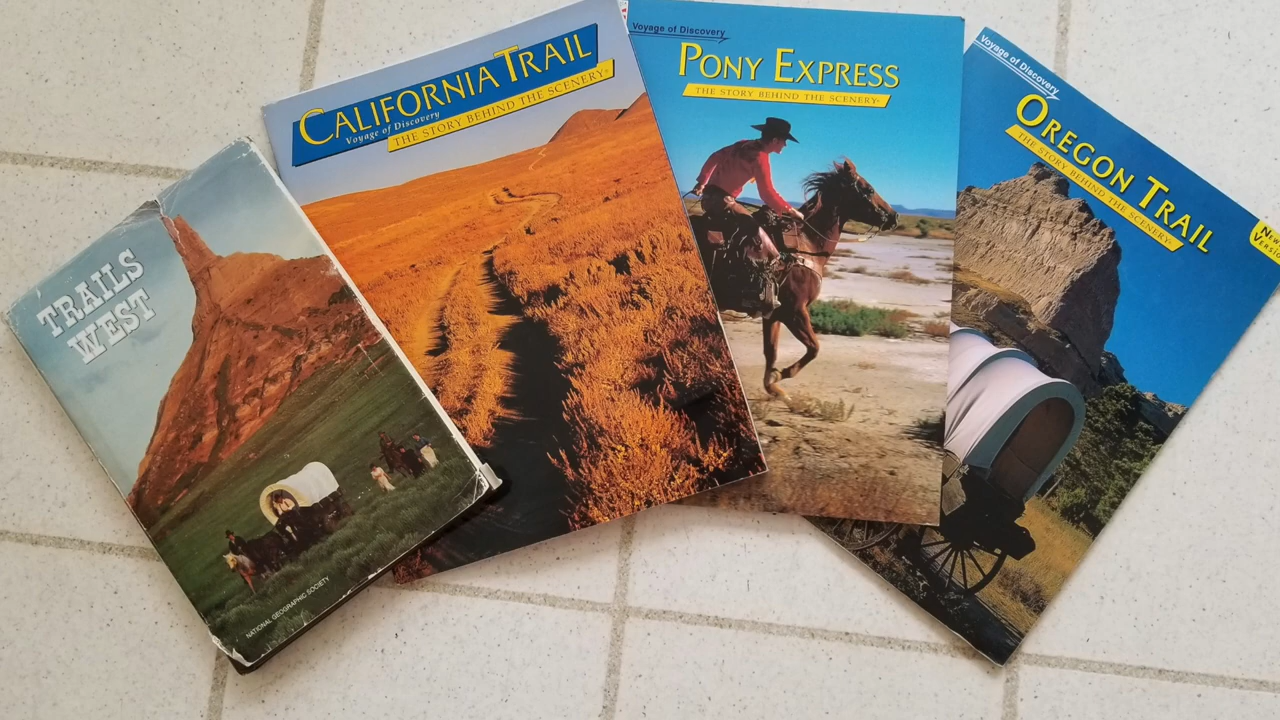 TRAILS
WEST
NATIONAL GEOGRAPHIC SOCIETY
CALIFORNIA TRAIL
Voyage of Discovery
THE STORY BEHIND THE SCENERY®
Voyage of Discovery
PONY EXPRESS
THE STORY BEHIND THE SCENERY®
Voyage of Discovery
OREGON TRAIL
THE STORY BEHIND THE SCENERY®
NEW